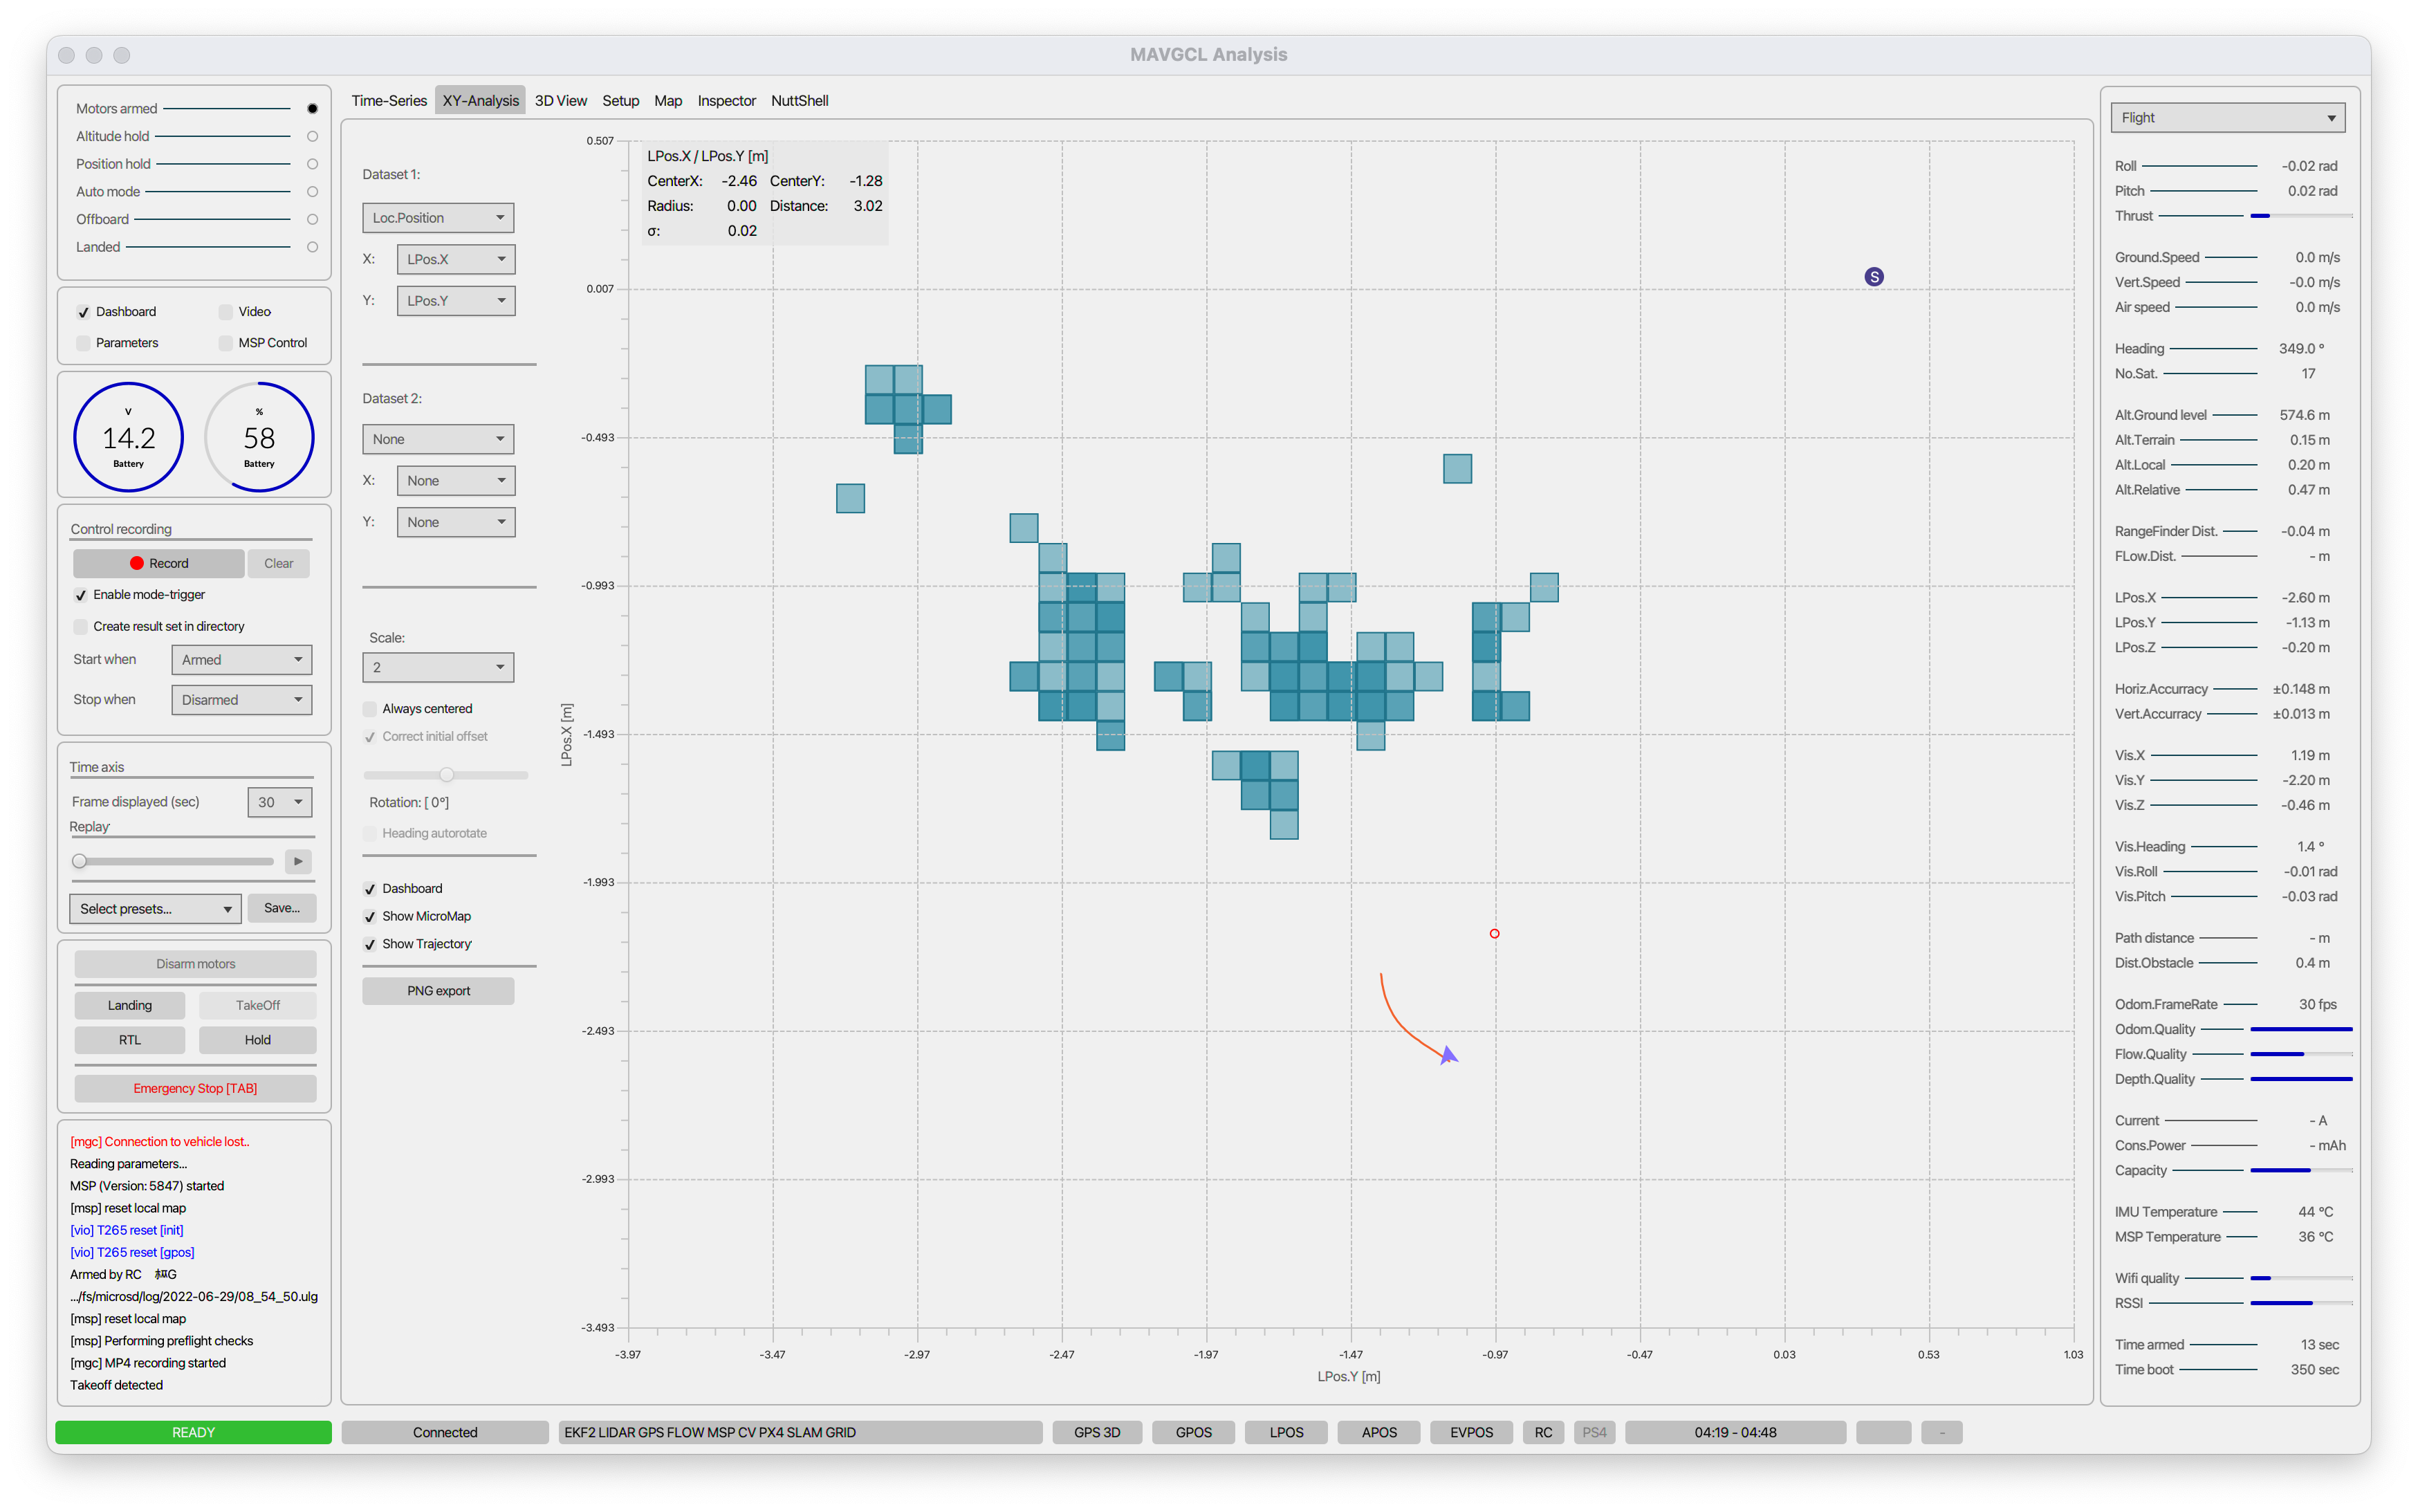 MAVGCL Analysis
Motors armed
Altitude hold
Position hold
Auto mode
Offboard
Landed
Dashboard Video
Parameters MSP Control
V
14.2
Battery
%
58
Battery
Control recording
Record Clear
Enable mode-trigger
Create result set in directory
Start when Armed
Stop when Disarmed
Time axis
Frame displayed (sec) 30
Replay
Select presets... Save...
Disarm motors
Landing TakeOff
RTL Hold
Emergency Stop [TAB]
[mgc] Connection to vehicle lost..
Reading parameters...
MSP (Version: 5847) started
[msp] reset local map
[vio] T265 reset [init]
[vio] T265 reset [gpos]
Armed by RC G
.../fs/microsd/log/2022-06-29/08_54_50.ulg
[msp] reset local map
[msp] Performing preflight checks
[mgc] MP4 recording started
Takeoff detected
Time-Series XY-Analysis 3D View Setup Map Inspector NuttShell
Dataset 1:
Loc.Position
X: LPos.X
Y: LPos.Y
Dataset 2:
None
X: None
Y: None
Scale:
2
Always centered
Correct initial offset
Rotation: [ 0°]
Heading autorotate
Dashboard
Show MicroMap
Show Trajectory
PNG export
LPos.X / LPos.Y [m]
CenterX: -2.46 CenterY: -1.28
Radius: 0.00 Distance: 3.02
σ: 0.02
S
0.507
0.007
-0.493
-0.993
-1.493
-1.993
-2.493
-2.993
-3.493
LPos.X [m]
-3.97 -3.47 -2.97 -2.47 -1.97 -1.47 -0.97 -0.47 0.03 0.53 1.03
LPos.Y [m]
Flight
Roll -0.02 rad
Pitch 0.02 rad
Thrust
Ground.Speed 0.0 m/s
Vert.Speed -0.0 m/s
Air speed 0.0 m/s
Heading 349.0 °
No.Sat. 17
Alt.Ground level 574.6 m
Alt.Terrain 0.15 m
Alt.Local 0.20 m
Alt.Relative 0.47 m
RangeFinder Dist. -0.04 m
FLow.Dist. - m
LPos.X -2.60 m
LPos.Y -1.13 m
LPos.Z -0.20 m
Horiz.Accurracy ±0.148 m
Vert.Accurracy ±0.013 m
Vis.X 1.19 m
Vis.Y -2.20 m
Vis.Z -0.46 m
Vis.Heading 1.4 °
Vis.Roll -0.01 rad
Vis.Pitch -0.03 rad
Path distance - m
Dist.Obstacle 0.4 m
Odom.FrameRate 30 fps
Odom.Quality
Flow.Quality
Depth.Quality
Current - A
Cons.Power - mAh
Capacity
IMU Temperature 44 °C
MSP Temperature 36 °C
Wifi quality
RSSI
Time armed 13 sec
Time boot 350 sec
READY Connected EKF2 LIDAR GPS FLOW MSP CV PX4 SLAM GRID GPS 3D GPOS LPOS APOS EVPOS RC PS4 04:19 - 04:48 -